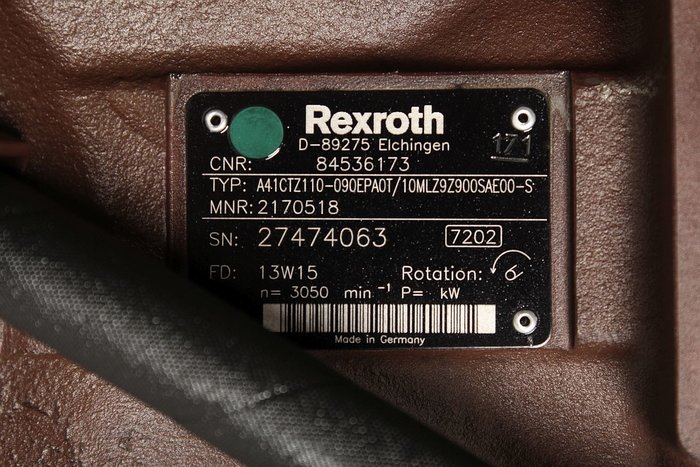 Rexroth
D-89275 Elchingen
1Z1
CNR: 84536173
TYP: A41CTZ110-090EPA0T/10MLZ9Z900SAE00-S
MNR: 2170518
SN: 27474063 7202
FD: 13W15 Rotation:
n= 3050 min⁻¹ P= kW
Made in Germany